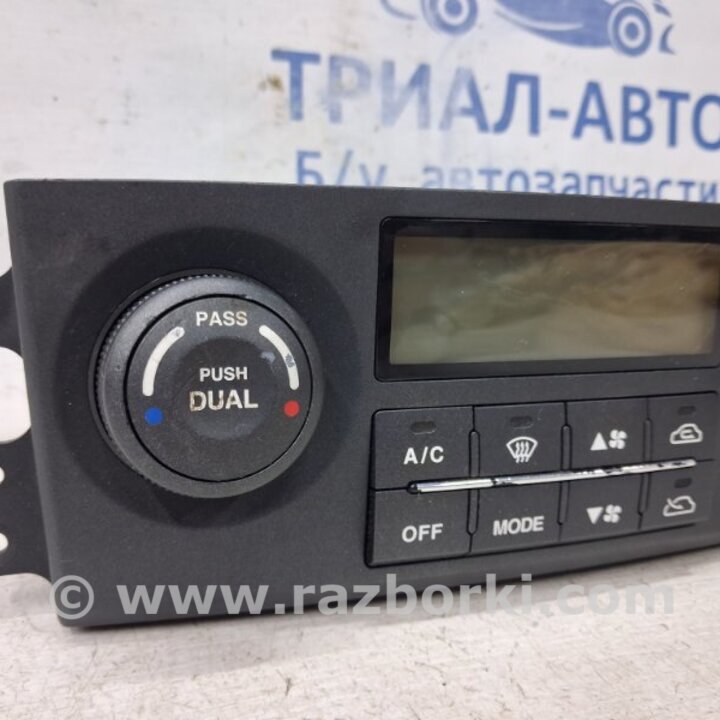 ТРИАЛ-АВТО
Б/у автозапчасти
PASS
PUSH
DUAL
A/C
OFF
MODE
© www.razborki.com